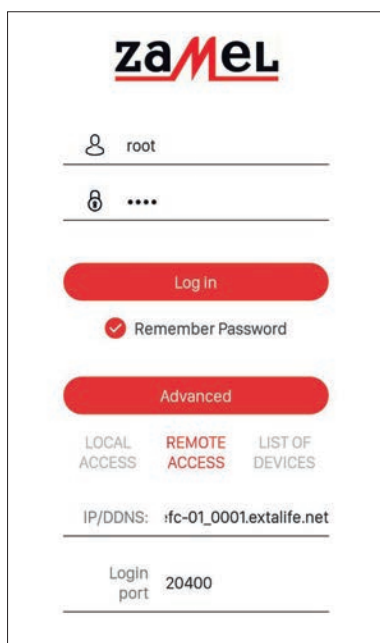 zaMeL
root
••••
Log in
Remember Password
Advanced
LOCAL ACCESS
REMOTE ACCESS
LIST OF DEVICES
IP/DDNS: efc-01_0001.extalife.net
Login port 20400